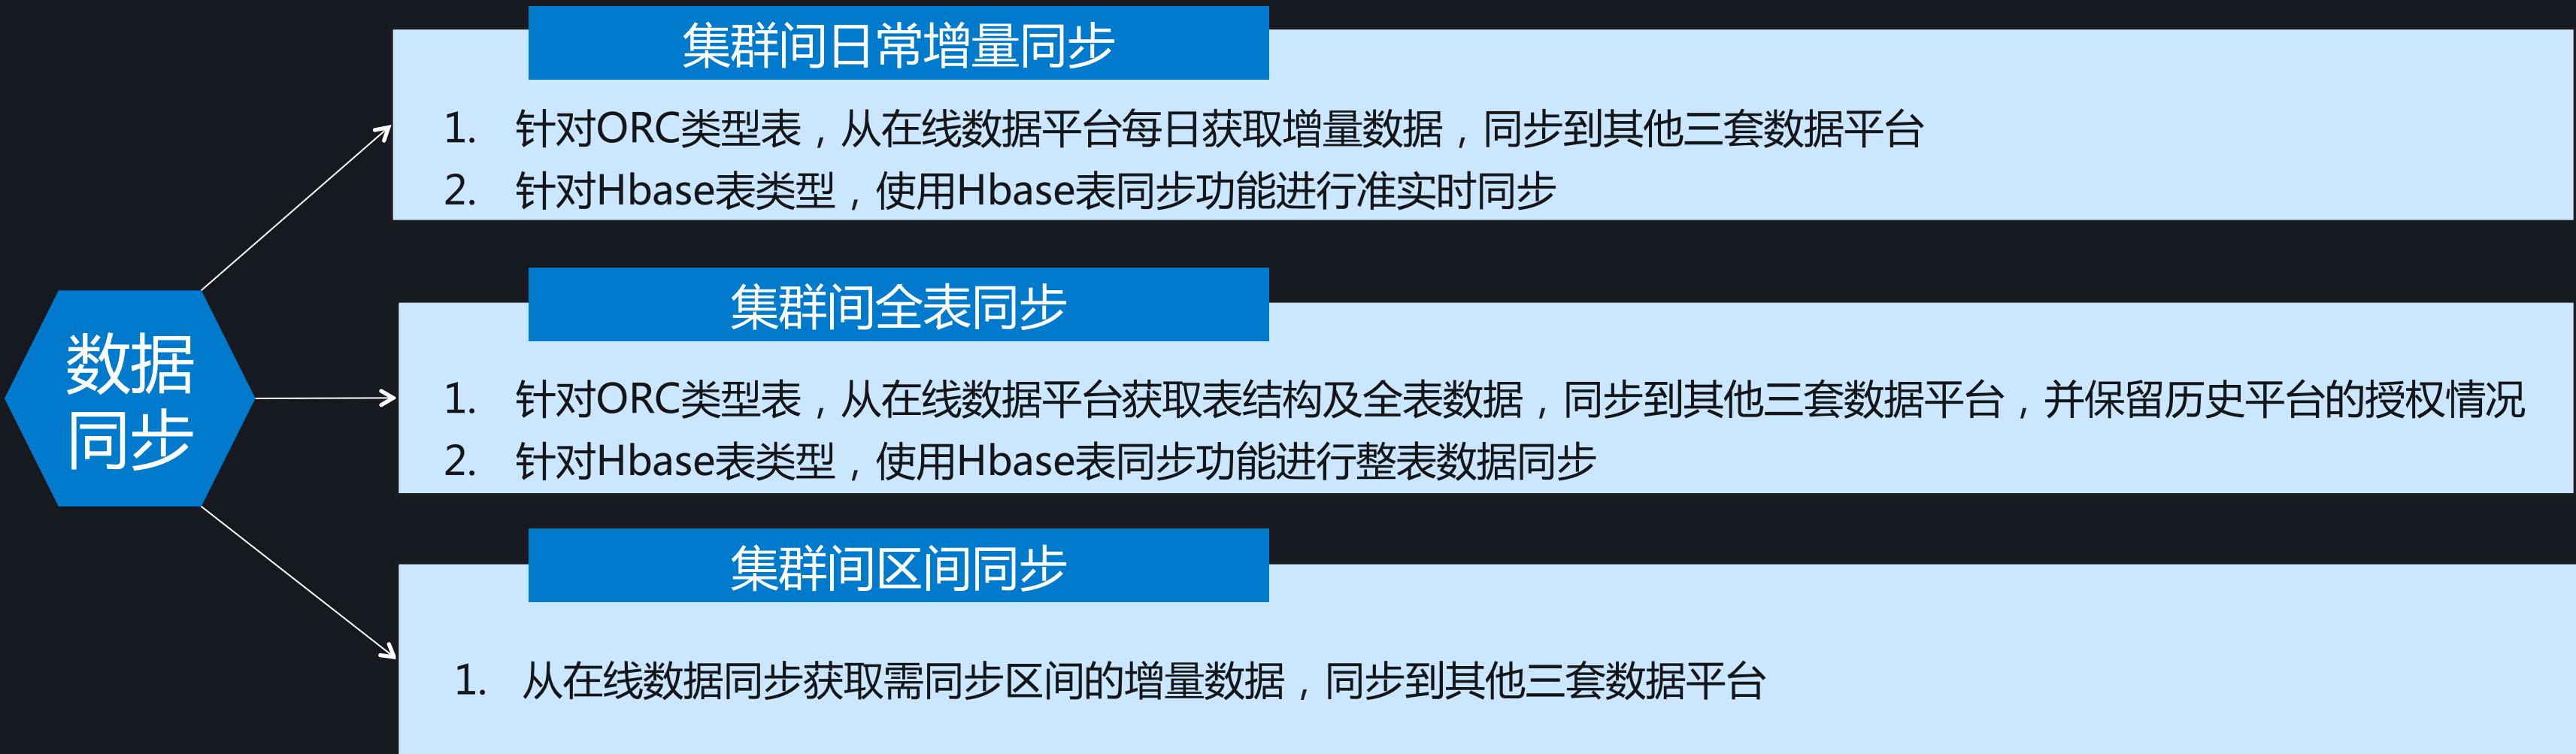 数据
同步
集群间日常增量同步
1. 针对ORC类型表，从在线数据平台每日获取增量数据，同步到其他三套数据平台
2. 针对Hbase表类型，使用Hbase表同步功能进行准实时同步
集群间全表同步
1. 针对ORC类型表，从在线数据平台获取表结构及全表数据，同步到其他三套数据平台，并保留历史平台的授权情况
2. 针对Hbase表类型，使用Hbase表同步功能进行整表数据同步
集群间区间同步
1. 从在线数据同步获取需同步区间的增量数据，同步到其他三套数据平台